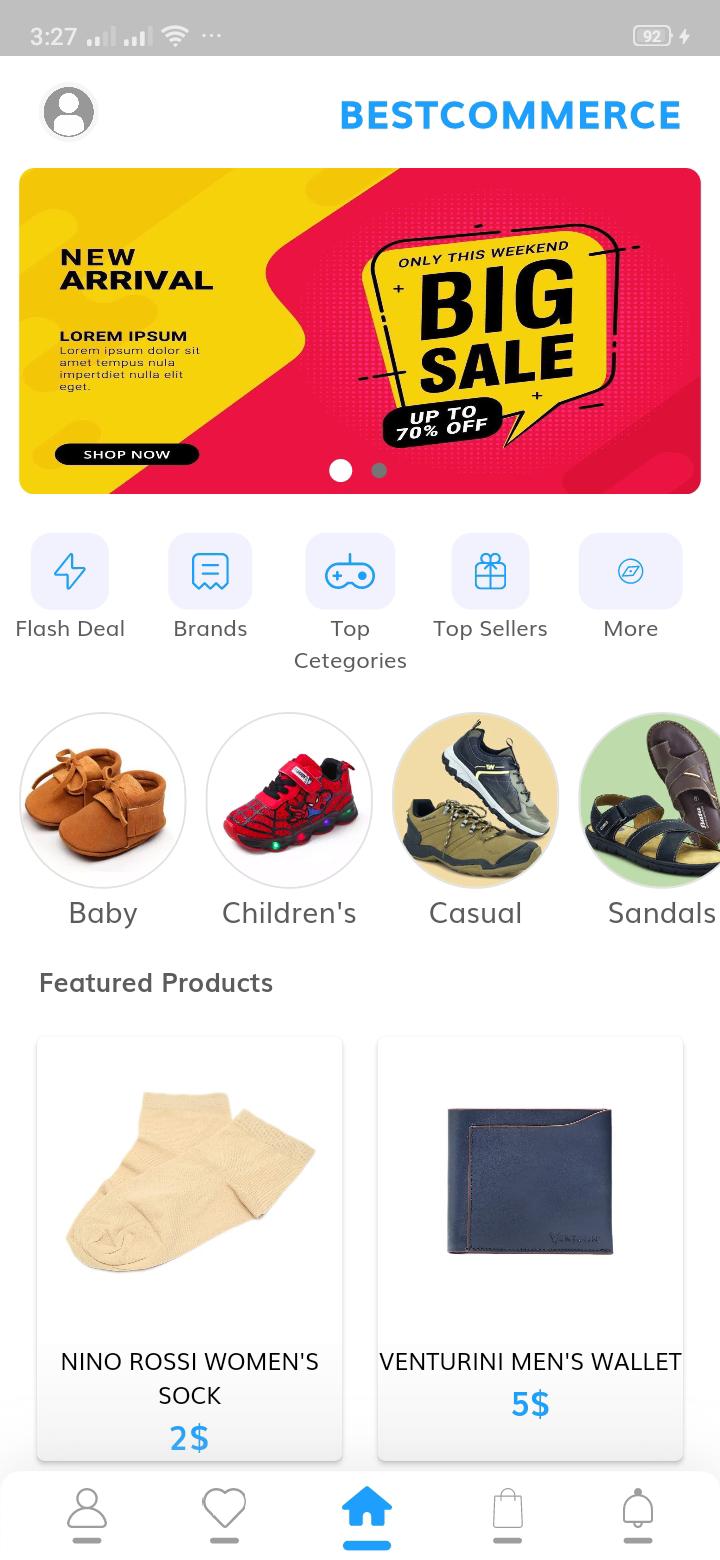 3:27
92
BESTCOMMERCE
NEW
ARRIVAL
LOREM IPSUM
Lorem ipsum dolor sit
amet tempus nula
imperdiet nulla elit
eget.
SHOP NOW
ONLY THIS WEEKEND
BIG
SALE
UP TO
70% OFF
Flash Deal
Brands
Top
Cetegories
Top Sellers
More
Baby
Children's
Casual
Sandals
Featured Products
NINO ROSSI WOMEN'S
SOCK
2$
VENTURINI MEN'S WALLET
5$